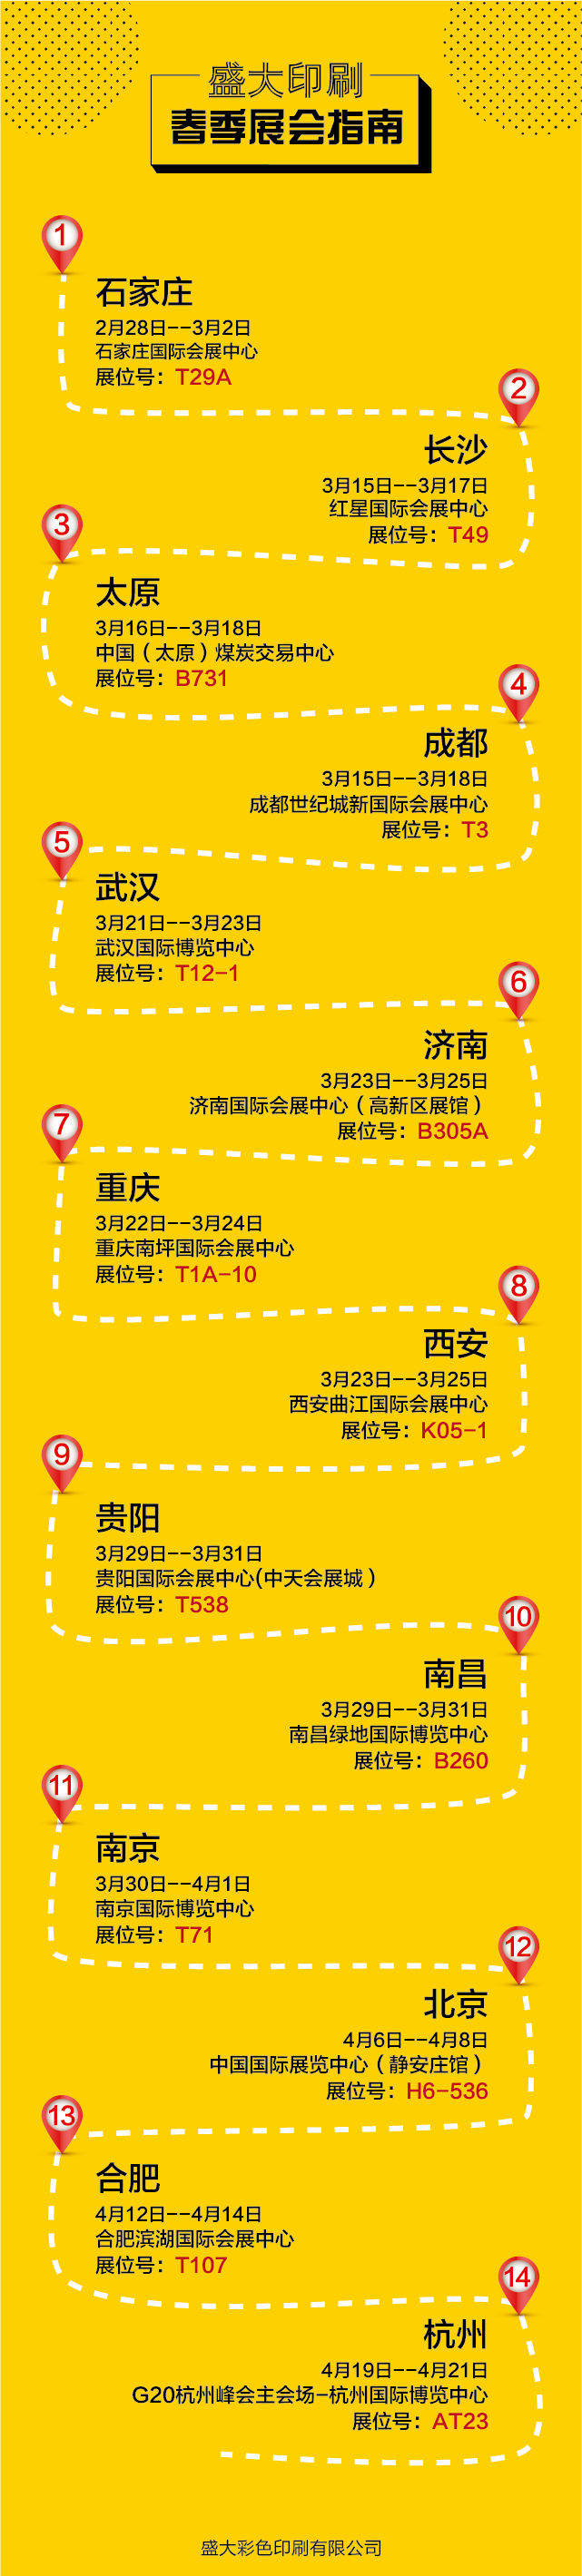 盛大印刷
春季展会指南
1
石家庄
2月28日--3月2日
石家庄国际会展中心
展位号：T29A
2
长沙
3月15日--3月17日
红星国际会展中心
展位号：T49
3
太原
3月16日--3月18日
中国（太原）煤炭交易中心
展位号：B731
4
成都
3月15日--3月18日
成都世纪城新国际会展中心
展位号：T3
5
武汉
3月21日--3月23日
武汉国际博览中心
展位号：T12-1
6
济南
3月23日--3月25日
济南国际会展中心（高新区展馆）
展位号：B305A
7
重庆
3月22日--3月24日
重庆南坪国际会展中心
展位号：T1A-10
8
西安
3月23日--3月25日
西安曲江国际会展中心
展位号：K05-1
9
贵阳
3月29日--3月31日
贵阳国际会展中心(中天会展城）
展位号：T538
10
南昌
3月29日--3月31日
南昌绿地国际博览中心
展位号：B260
11
南京
3月30日--4月1日
南京国际博览中心
展位号：T71
12
北京
4月6日--4月8日
中国国际展览中心（静安庄馆）
展位号：H6-536
13
合肥
4月12日--4月14日
合肥滨湖国际会展中心
展位号：T107
14
杭州
4月19日--4月21日
G20杭州峰会主会场-杭州国际博览中心
展位号：AT23
盛大彩色印刷有限公司